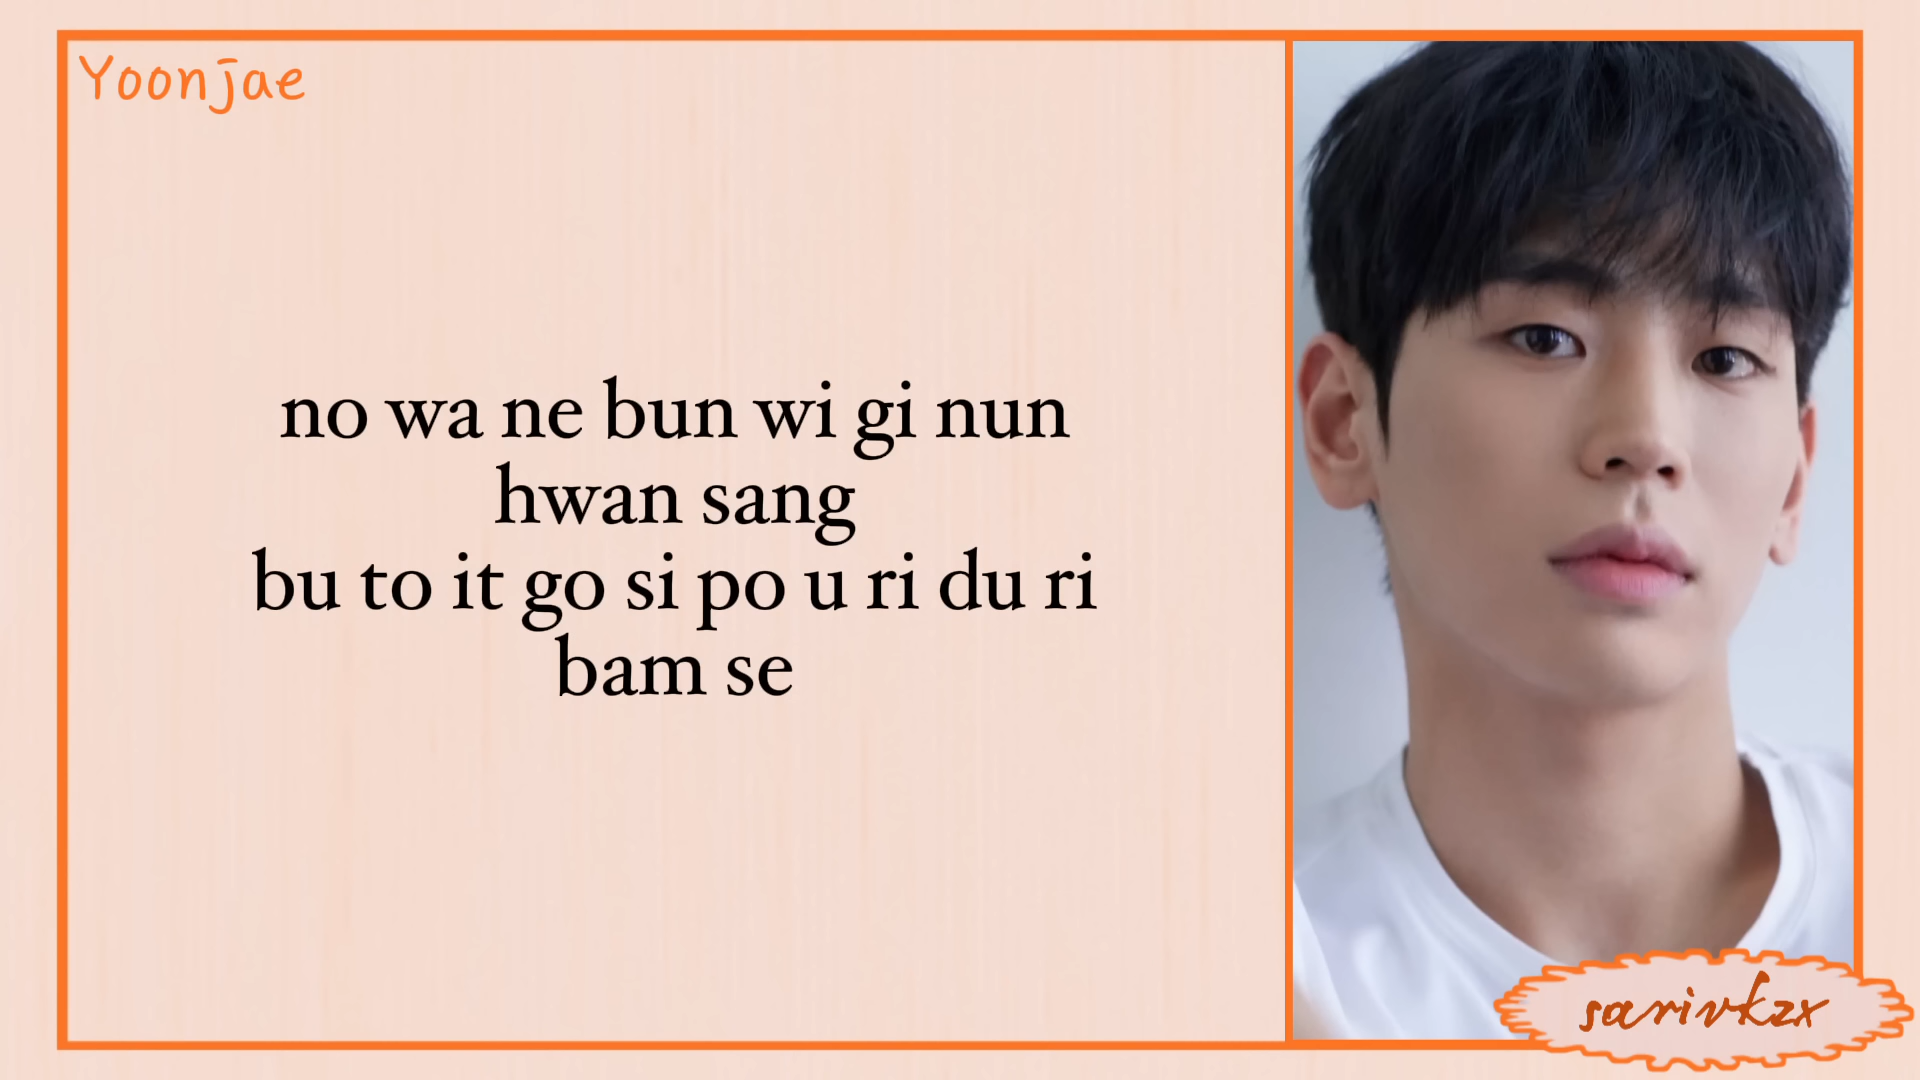 Yoonjae
no wa ne bun wi gi nun
hwan sang
bu to it go si po u ri du ri
bam se
sarivkzx